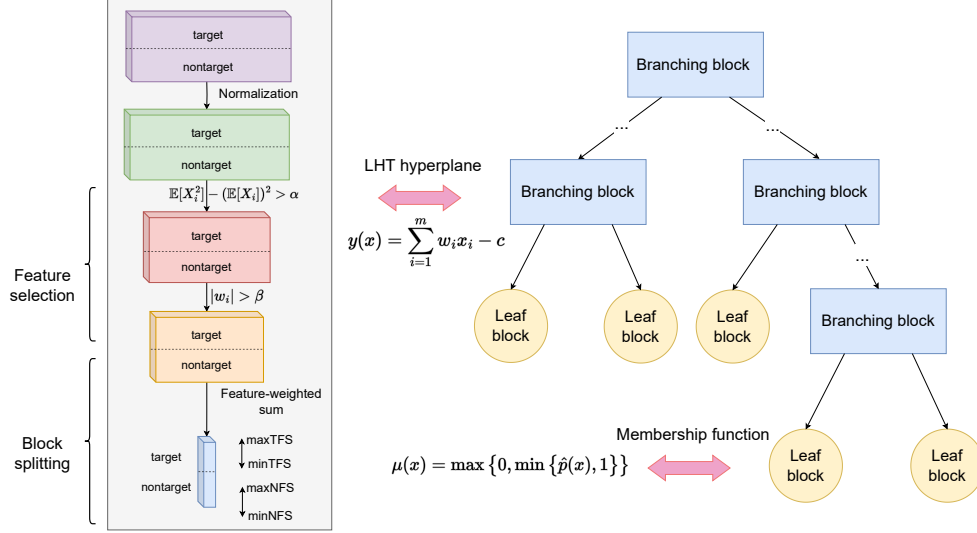 target
nontarget
Normalization
target
nontarget
𝔼[X_i^2] − (𝔼[X_i])^2 > α
target
nontarget
|w_i| > β
target
nontarget
Feature-weighted
sum
target
nontarget
maxTFS
minTFS
maxNFS
minNFS
Feature
selection
Block
splitting
LHT hyperplane
y(x) = ∑_{i=1}^{m} w_i x_i − c
Branching block
...
...
Branching block
Branching block
...
Leaf
block
Leaf
block
Leaf
block
Branching block
Leaf
block
Leaf
block
Membership function
μ(x) = max {0, min {p̂(x), 1}}